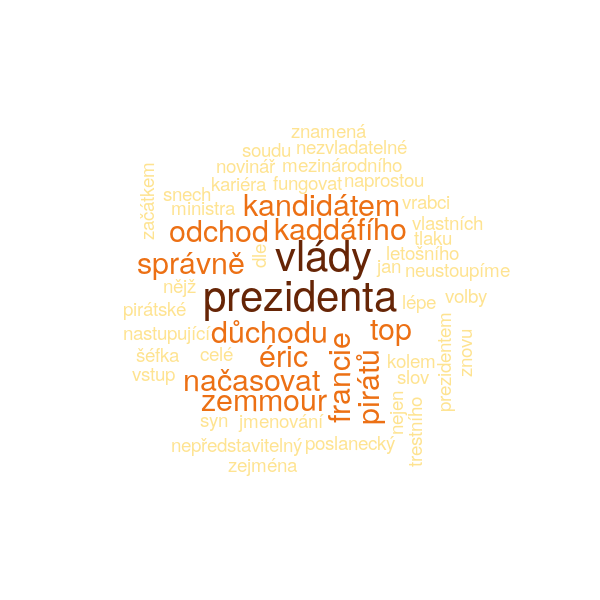 znamená
soudu nezvladatelné
novinář mezinárodního
kariéra fungovat naprostou
začátkem snech kandidátem vrabci
ministra vlastních
odchod kaddáfího tlaku
správně dle vlády letošního
jan neustoupíme
nějž prezidenta lépe volby
pirátské
nastupující důchodu top
šéfka celé éric francie pirátů kolem prezidentem znovu
vstup načasovat slov
zemmour nejen trestního
syn jmenování
nepředstavitelný poslanecký
zejména